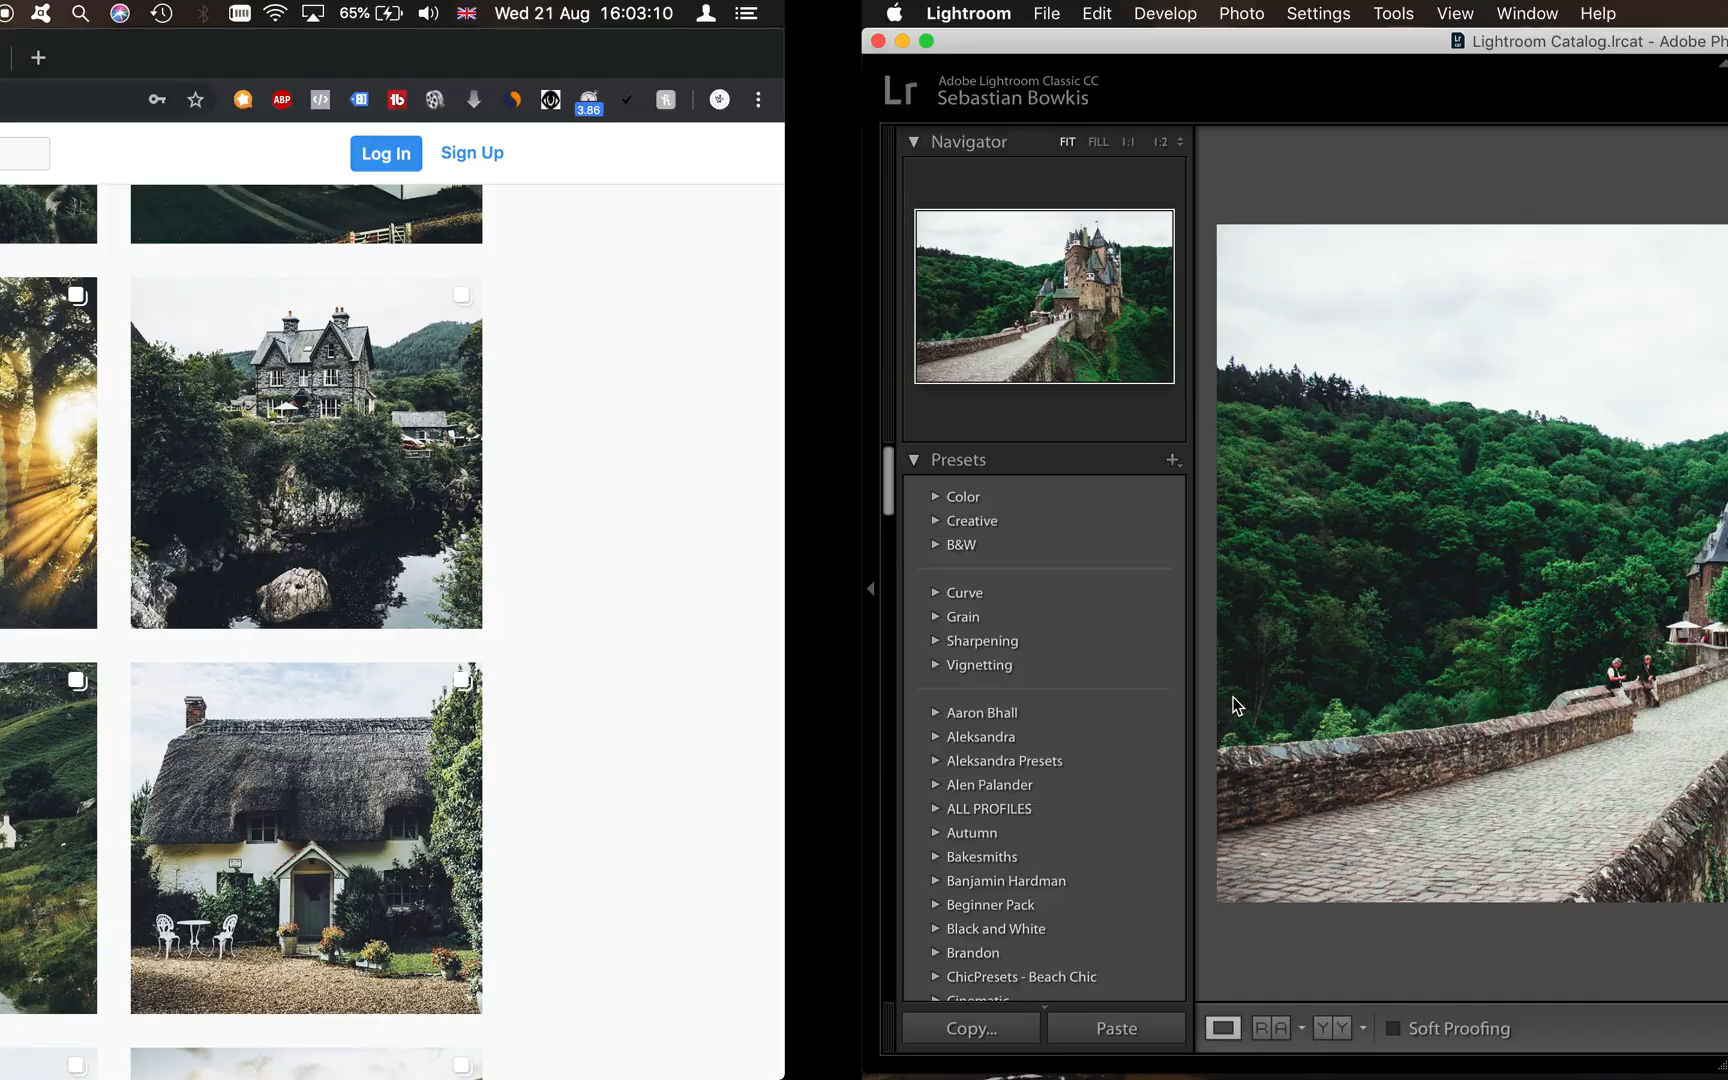 65%
Wed 21 Aug 16:03:10
ABP
3.86
Log In
Sign Up
Lightroom File Edit Develop Photo Settings Tools View Window Help
Lightroom Catalog.lrcat - Adobe Ph
Lr
Adobe Lightroom Classic CC
Sebastian Bowkis
Navigator FIT FILL 1:1 1:2
Presets
Color
Creative
B&W
Curve
Grain
Sharpening
Vignetting
Aaron Bhall
Aleksandra
Aleksandra Presets
Alen Palander
ALL PROFILES
Autumn
Bakesmiths
Banjamin Hardman
Beginner Pack
Black and White
Brandon
ChicPresets - Beach Chic
Cinematic
Copy... Paste
RA YY Soft Proofing